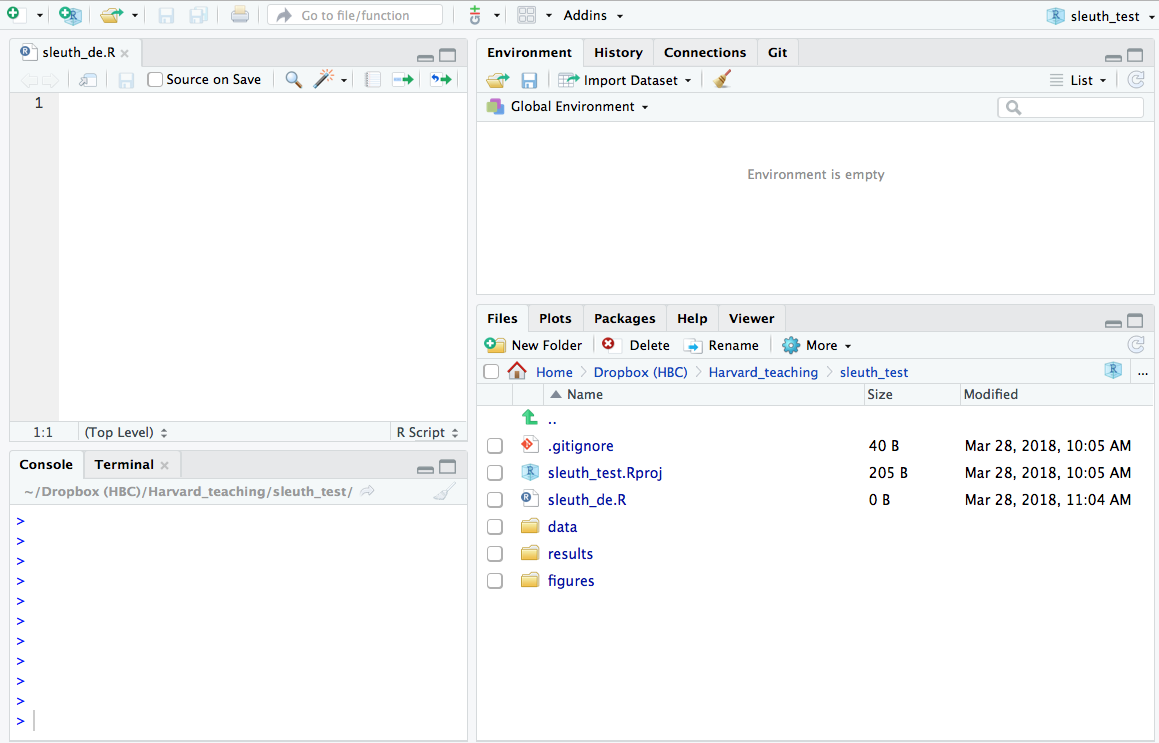 Go to file/function Addins sleuth_test
sleuth_de.R
Source on Save
1
1:1 (Top Level) R Script
Console Terminal
~/Dropbox (HBC)/Harvard_teaching/sleuth_test/
>
>
>
>
>
>
>
>
>
>
>
Environment History Connections Git
Import Dataset List
Global Environment
Environment is empty
Files Plots Packages Help Viewer
New Folder Delete Rename More
Home Dropbox (HBC) Harvard_teaching sleuth_test ...
Name Size Modified
..
.gitignore 40 B Mar 28, 2018, 10:05 AM
sleuth_test.Rproj 205 B Mar 28, 2018, 10:05 AM
sleuth_de.R 0 B Mar 28, 2018, 11:04 AM
data
results
figures